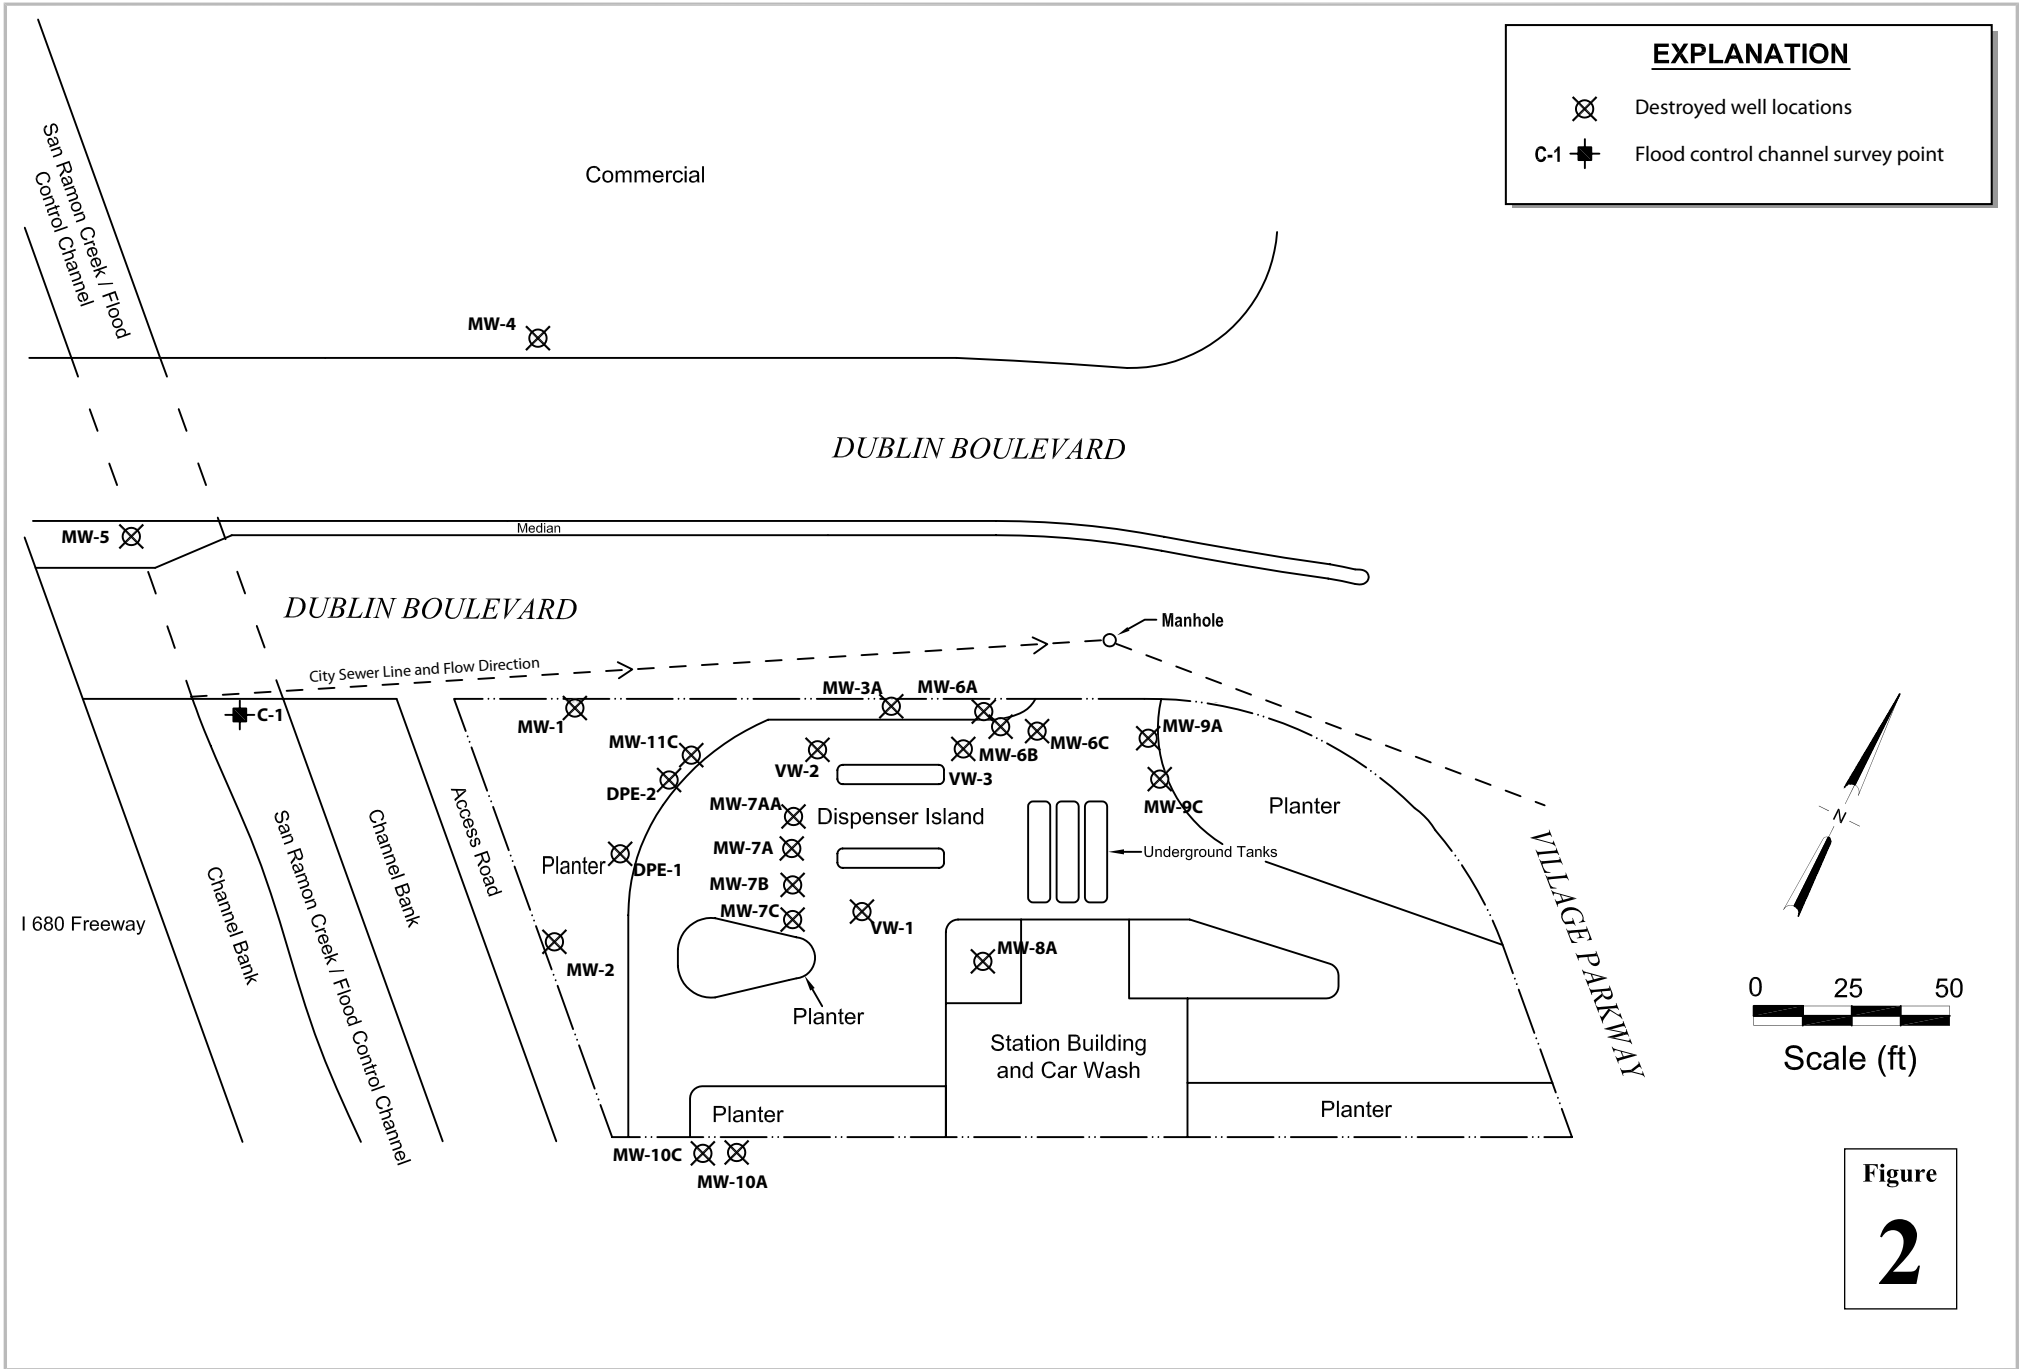 EXPLANATION
Destroyed well locations
C-1
Flood control channel survey point
San Ramon Creek / Flood
Control Channel
Commercial
MW-4
DUBLIN BOULEVARD
MW-5
Median
DUBLIN BOULEVARD
Manhole
City Sewer Line and Flow Direction
C-1
MW-1
MW-3A
MW-6A
MW-11C
MW-6B
MW-6C
MW-9A
VW-2
VW-3
DPE-2
MW-7AA
Dispenser Island
MW-9C
Planter
MW-7A
Underground Tanks
Planter
DPE-1
MW-7B
MW-7C
VW-1
MW-8A
MW-2
Planter
Station Building
and Car Wash
Planter
Planter
MW-10C
MW-10A
I 680 Freeway
Channel Bank
San Ramon Creek / Flood Control Channel
Channel Bank
Access Road
VILLAGE PARKWAY
N
0 25 50
Scale (ft)
Figure
2